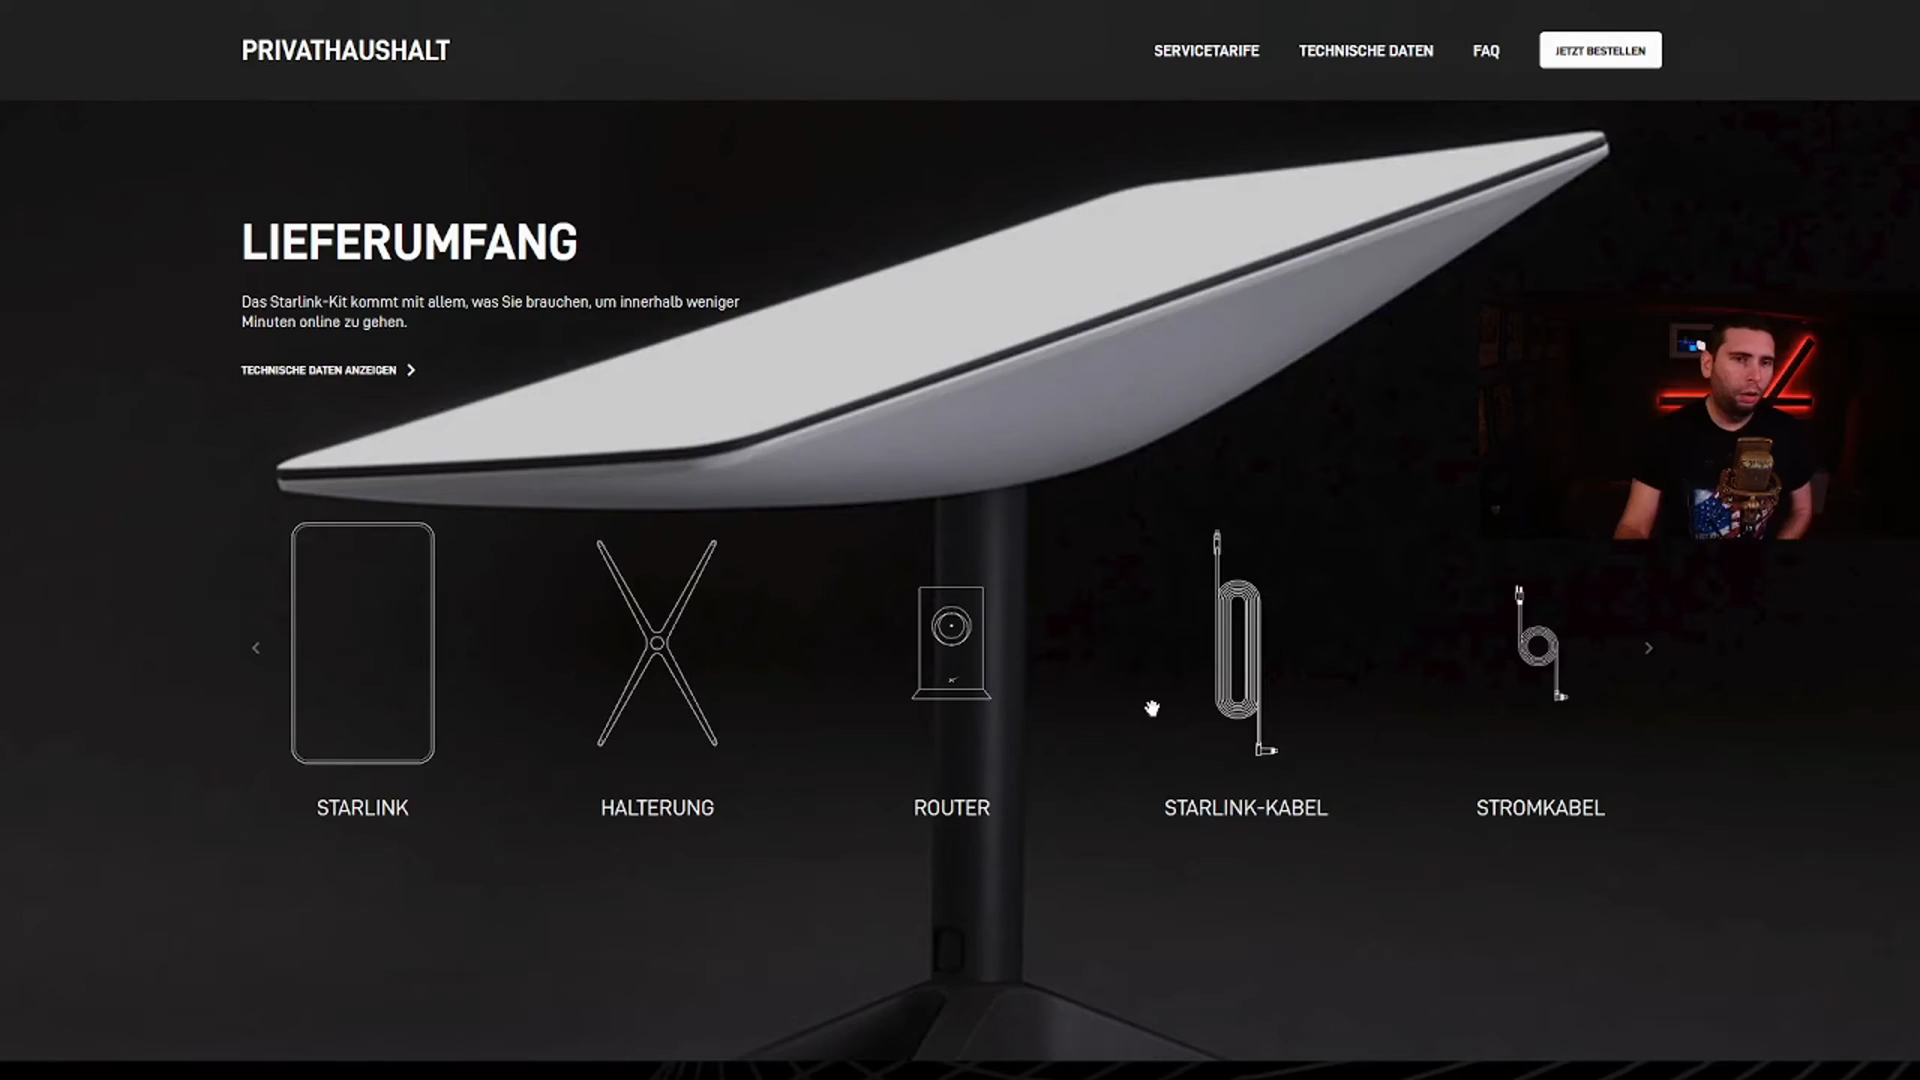 PRIVATHAUSHALT
SERVICETARIFE
TECHNISCHE DATEN
FAQ
JETZT BESTELLEN
LIEFERUMFANG
Das Starlink-Kit kommt mit allem, was Sie brauchen, um innerhalb weniger
Minuten online zu gehen.
TECHNISCHE DATEN ANZEIGEN
STARLINK
HALTERUNG
ROUTER
STARLINK-KABEL
STROMKABEL